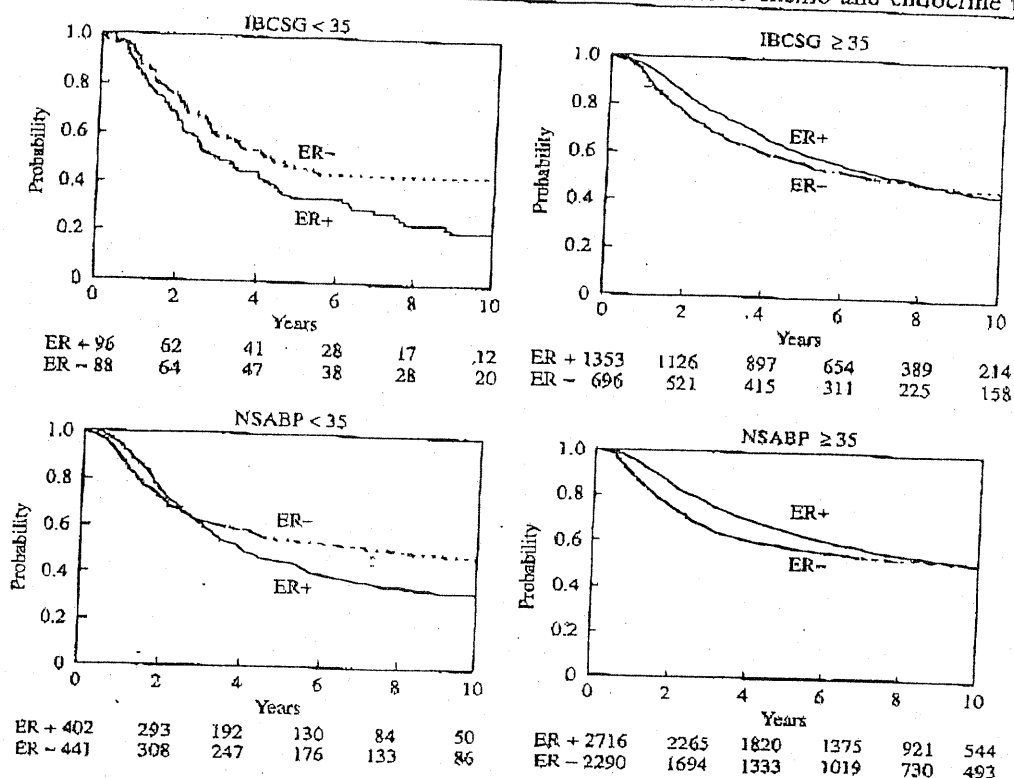 chemo and endocrine
IBCSG < 35
1.0
0.8
0.6
0.4
0.2
0
Probability
ER−
ER+
0 2 4 6 8 10
Years
ER + 96 62 41 28 17 12
ER − 88 64 47 38 28 20
IBCSG ≥ 35
1.0
0.8
0.6
0.4
0.2
0
Probability
ER+
ER−
0 2 4 6 8 10
Years
ER + 1353 1126 897 654 389 214
ER − 696 521 415 311 225 158
NSABP < 35
1.0
0.8
0.6
0.4
0.2
0
Probability
ER−
ER+
0 2 4 6 8 10
Years
ER + 402 293 192 130 84 50
ER − 441 308 247 176 133 86
NSABP ≥ 35
1.0
0.8
0.6
0.4
0.2
0
Probability
ER+
ER−
0 2 4 6 8 10
Years
ER + 2716 2265 1820 1375 921 544
ER − 2290 1694 1333 1019 730 493